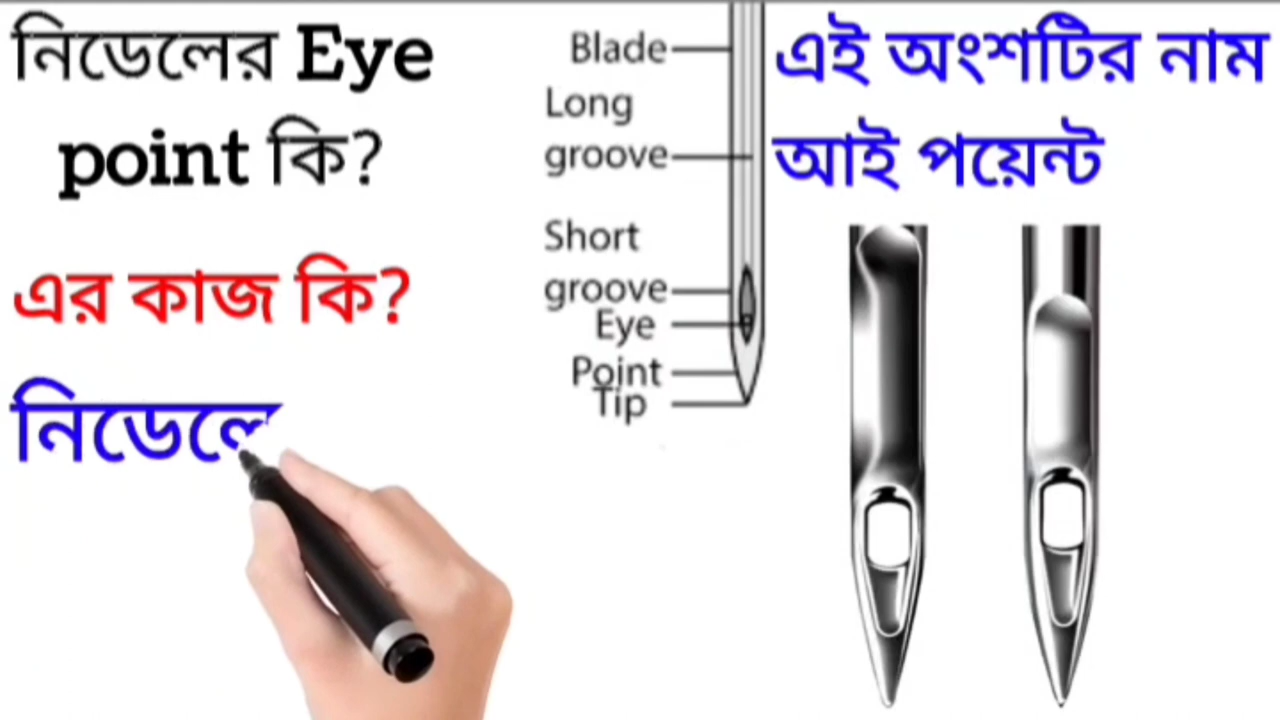 নিডেলের Eye
point কি?
এর কাজ কি?
নিডেলে
Blade
Long
groove
Short
groove
Eye
Point
Tip
এই অংশটির নাম
আই পয়েন্ট